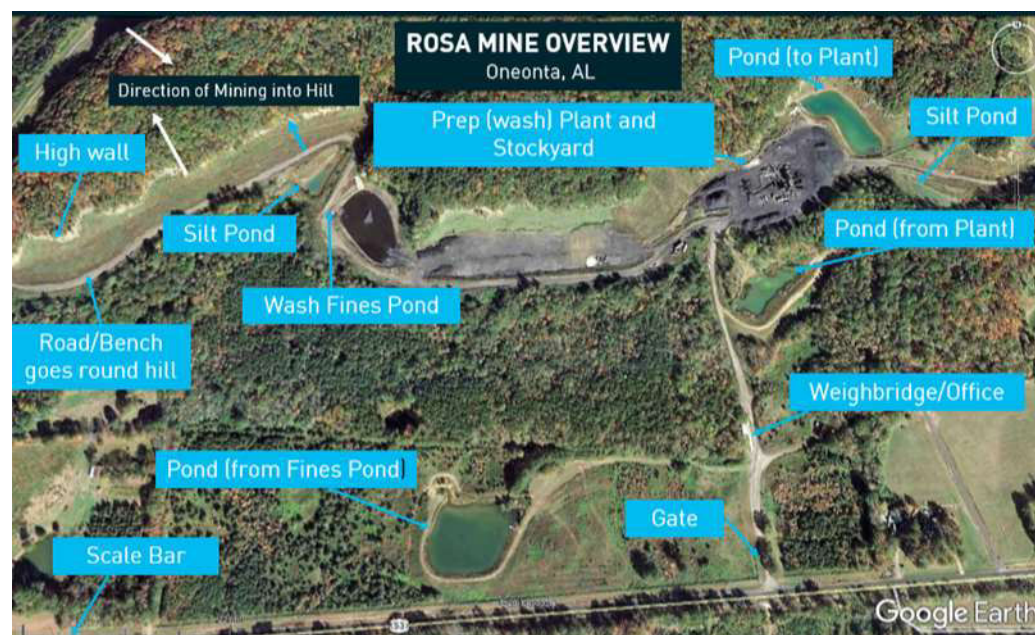 ROSA MINE OVERVIEW
Oneonta, AL
Pond (to Plant)
Direction of Mining into Hill
Prep (wash) Plant and
Stockyard
Silt Pond
High wall
Silt Pond
Pond (from Plant)
Wash Fines Pond
Road/Bench
goes round hill
Weighbridge/Office
Pond (from Fines Pond)
Gate
Scale Bar
Google Earth